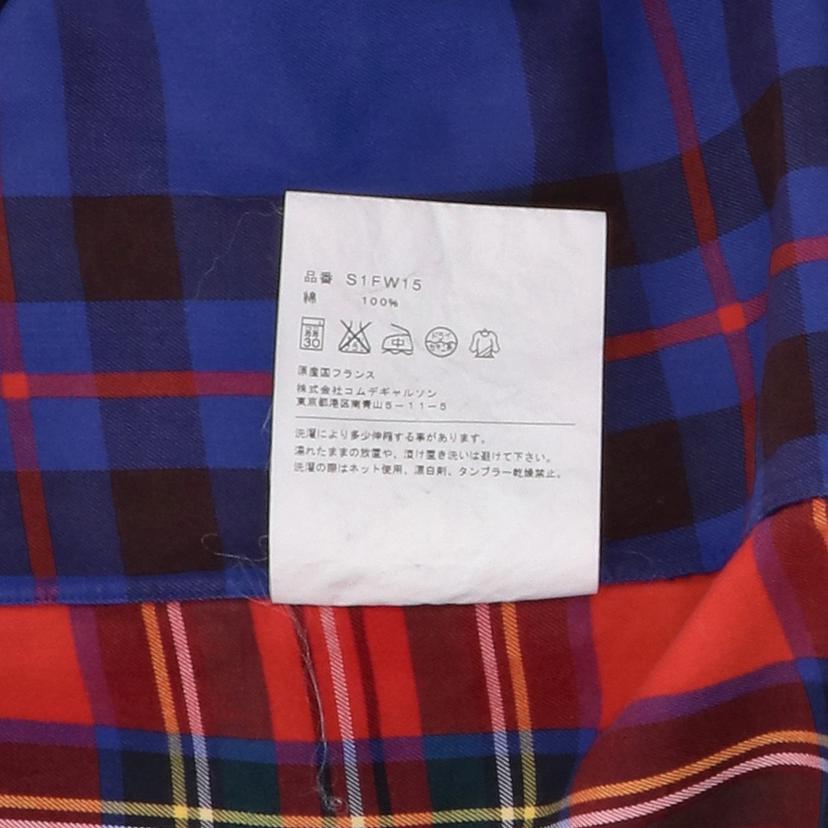 品番 S1FW15
綿 100%
30 中
原産国フランス
株式会社コムデギャルソン
東京都港区南青山5-11-5
洗濯により多少伸縮する事があります。
濡れたままの放置や、漬け置き洗いは避けて下さい。
洗濯の際はネット使用、漂白剤、タンブラー乾燥禁止。